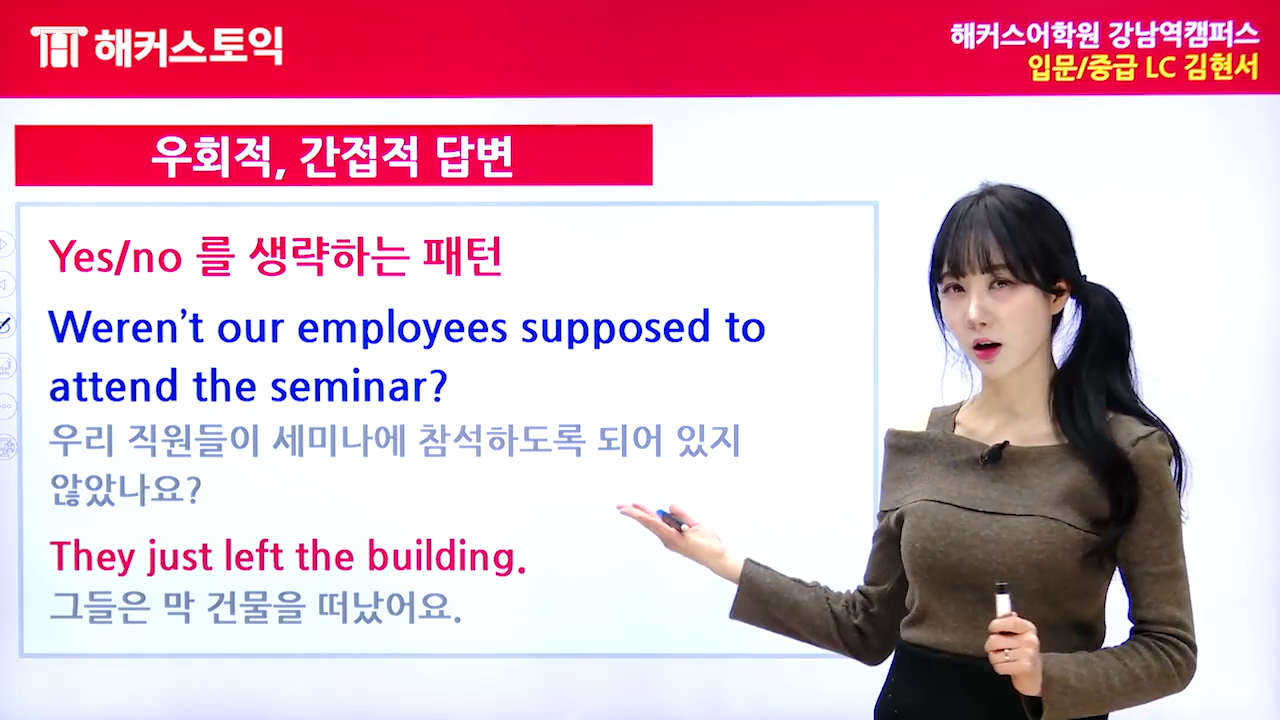 해커스토익
해커스어학원 강남역캠퍼스
입문/중급 LC 김현서
우회적, 간접적 답변
Yes/no 를 생략하는 패턴
Weren’t our employees supposed to
attend the seminar?
우리 직원들이 세미나에 참석하도록 되어 있지
않았나요?
They just left the building.
그들은 막 건물을 떠났어요.